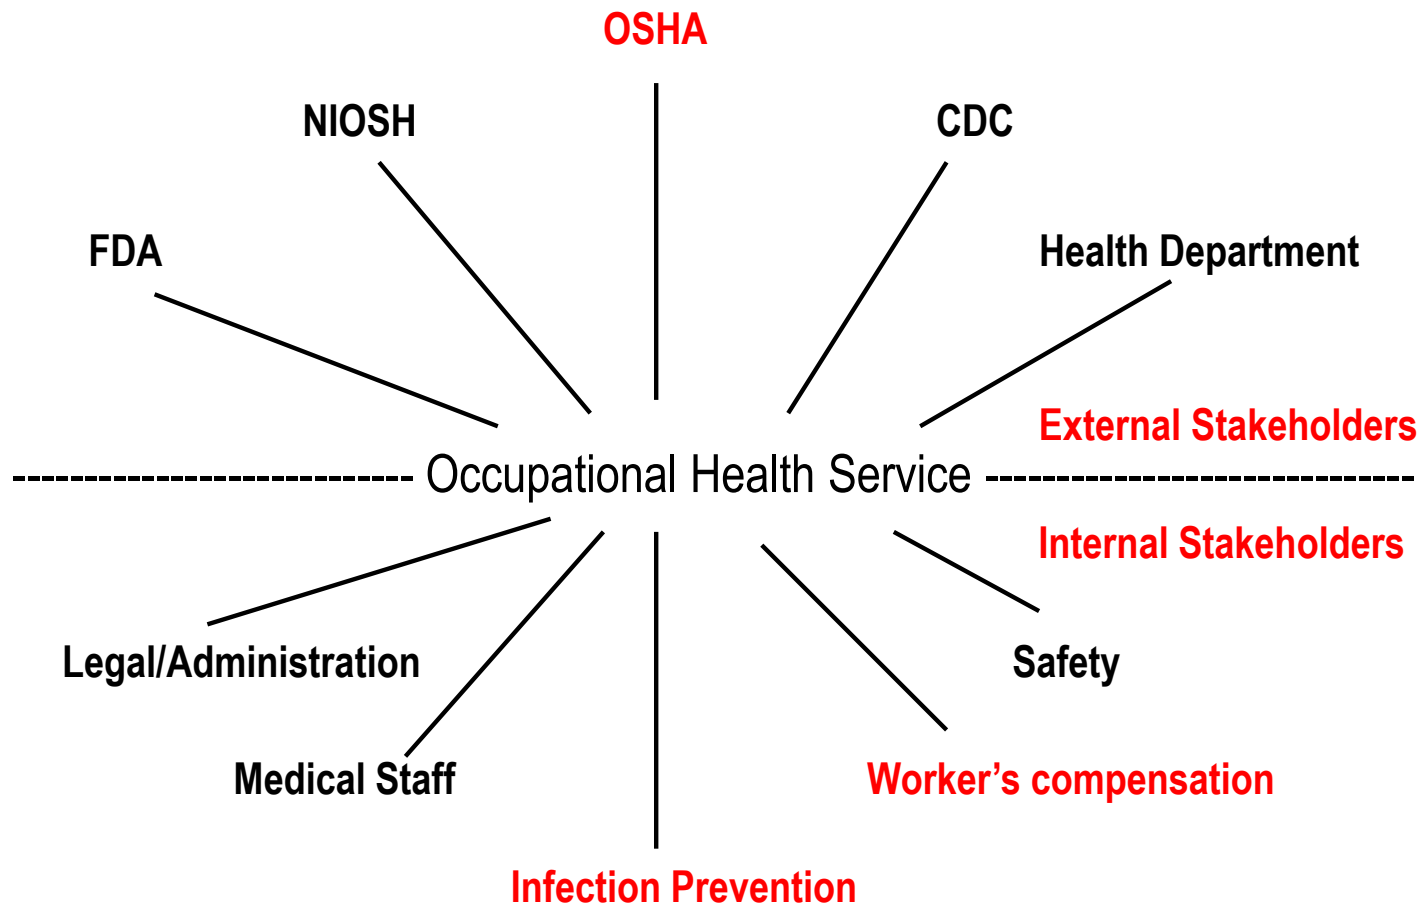 OSHA
NIOSH
CDC
FDA
Health Department
External Stakeholders
Occupational Health Service
Internal Stakeholders
Legal/Administration
Safety
Medical Staff
Worker’s compensation
Infection Prevention